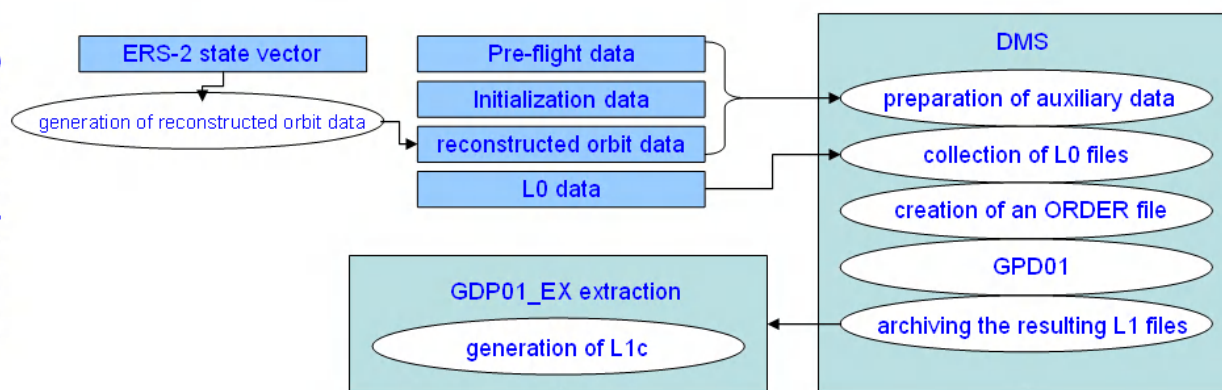 ERS-2 state vector
generation of reconstructed orbit data
Pre-flight data
Initialization data
reconstructed orbit data
L0 data
DMS
preparation of auxiliary data
collection of L0 files
creation of an ORDER file
GPD01
archiving the resulting L1 files
GDP01_EX extraction
generation of L1c